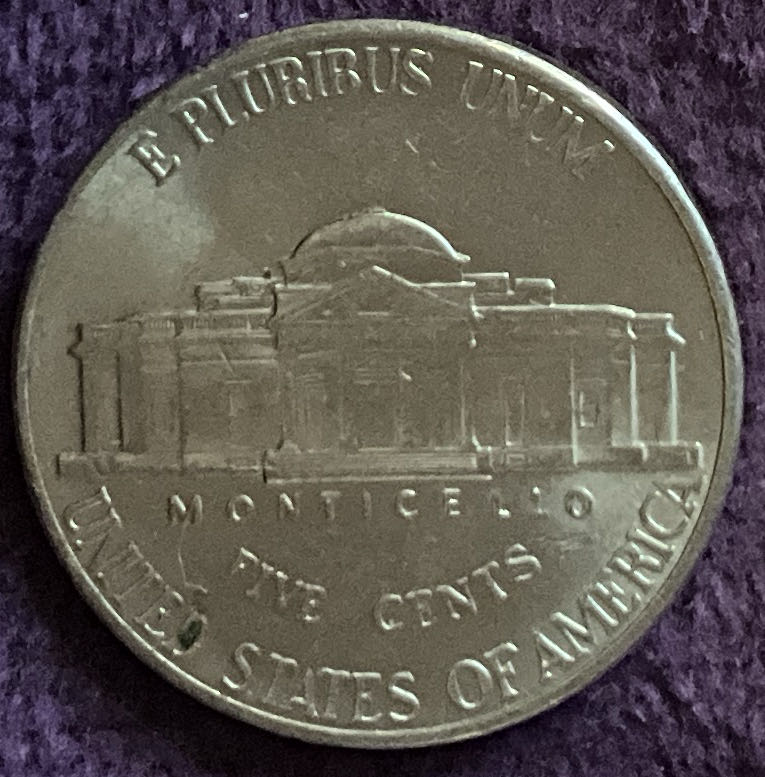 E PLURIBUS UNUM
MONTICELLO
FIVE CENTS
UNITED STATES OF AMERICA